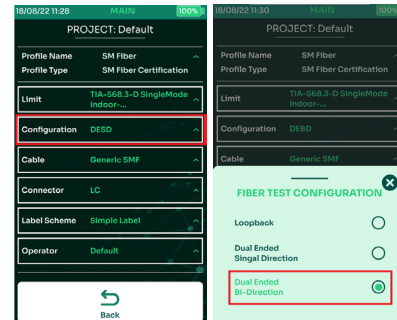 18/08/22 11:28 MAIN 100%
PROJECT: Default
Profile Name SM Fiber
Profile Type SM Fiber Certification
Limit TIA-568.3-D SingleMode Indoor-...
Configuration DESD
Cable Generic SMF
Connector LC
Label Scheme Simple Label
Operator Default
Back
18/08/22 11:30 MAIN 100%
PROJECT: Default
Profile Name SM Fiber
Profile Type SM Fiber Certification
Limit TIA-568.3-D SingleMode Indoor-...
Configuration DEBD
Cable Generic SMF
FIBER TEST CONFIGURATION
Loopback
Dual Ended
Singal Direction
Dual Ended
Bi-Direction